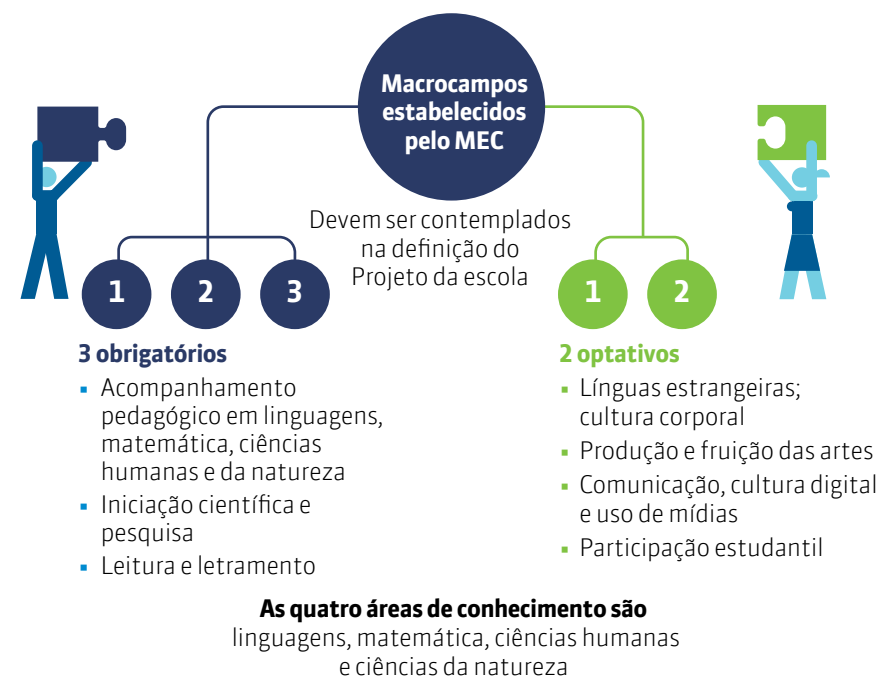 Macrocampos
estabelecidos
pelo MEC
Devem ser contemplados
na definição do
Projeto da escola
1 2 3
3 obrigatórios
▪ Acompanhamento
pedagógico em linguagens,
matemática, ciências
humanas e da natureza
▪ Iniciação científica e
pesquisa
▪ Leitura e letramento
1 2
2 optativos
▪ Línguas estrangeiras;
cultura corporal
▪ Produção e fruição das artes
▪ Comunicação, cultura digital
e uso de mídias
▪ Participação estudantil
As quatro áreas de conhecimento são
linguagens, matemática, ciências humanas
e ciências da natureza